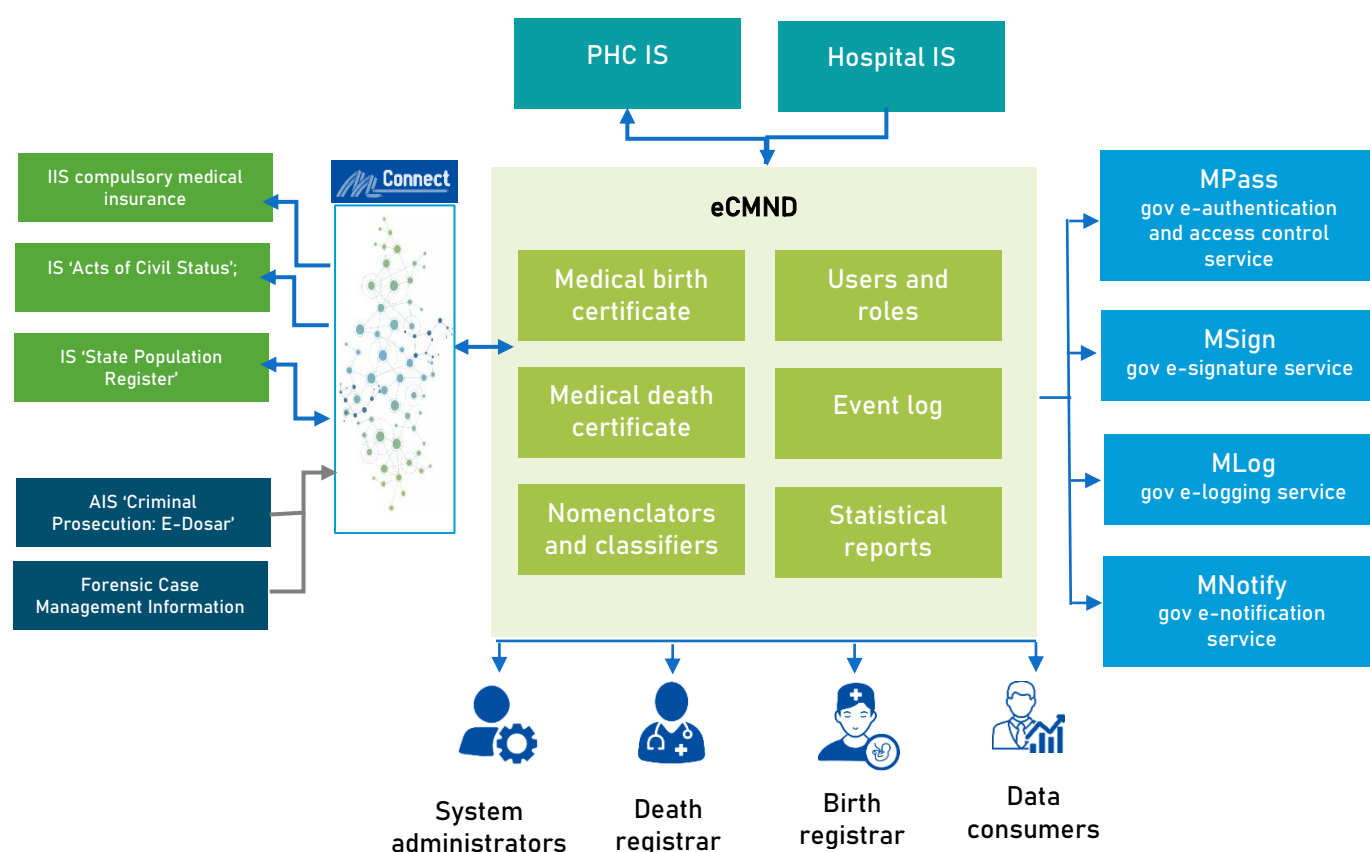 PHC IS
Hospital IS
IIS compulsory medical
insurance
IS ‘Acts of Civil Status’;
IS ‘State Population
Register’
AIS ‘Criminal
Prosecution: E-Dosar’
Forensic Case
Management Information
Connect
eCMND
Medical birth
certificate
Users and
roles
Medical death
certificate
Event log
Nomenclators
and classifiers
Statistical
reports
MPass
gov e-authentication
and access control
service
MSign
gov e-signature service
MLog
gov e-logging service
MNotify
gov e-notification
service
System
administrators
Death
registrar
Birth
registrar
Data
consumers